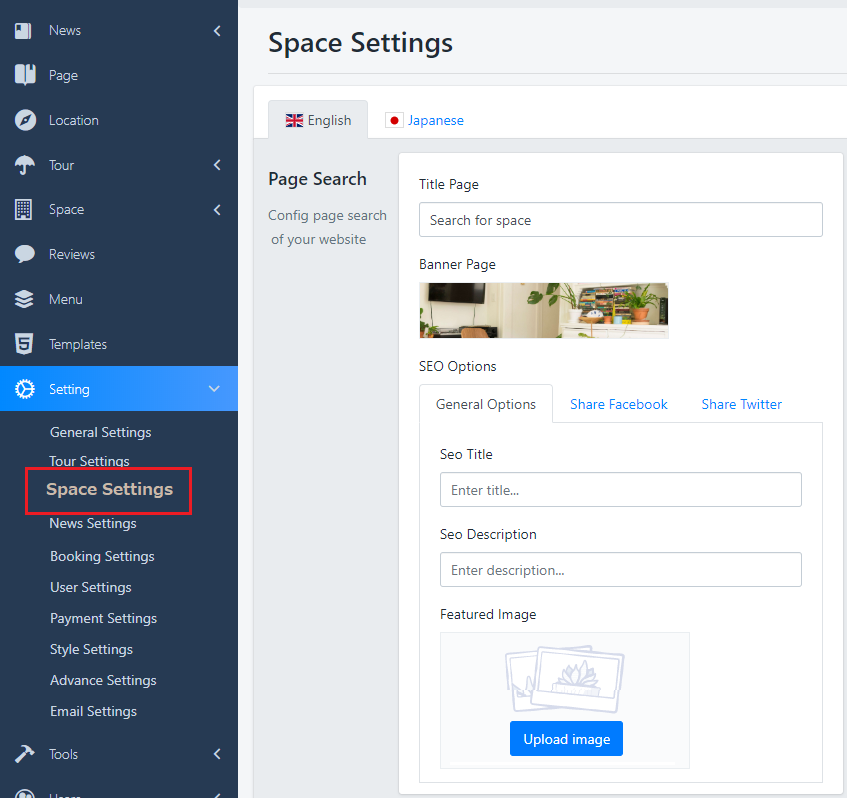 News
Page
Location
Tour
Space
Reviews
Menu
Templates
Setting
General Settings
Tour Settings
Space Settings
News Settings
Booking Settings
User Settings
Payment Settings
Style Settings
Advance Settings
Email Settings
Tools
Users
Space Settings
English
Japanese
Page Search
Config page search
of your website
Title Page
Search for space
Banner Page
SEO Options
General Options
Share Facebook
Share Twitter
Seo Title
Enter title...
Seo Description
Enter description...
Featured Image
Upload image